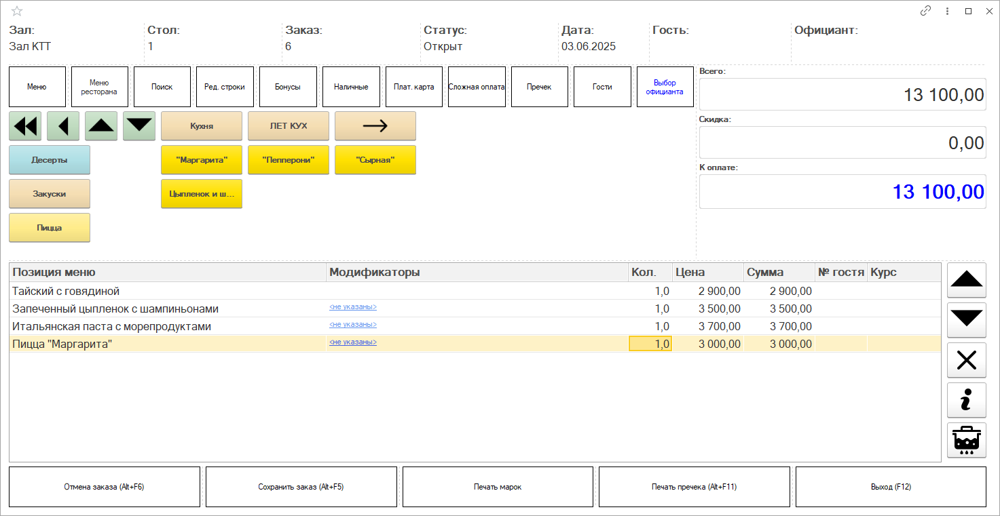 Зал: Стол: Заказ: Статус: Дата: Гость: Официант:
Зал КТТ 1 6 Открыт 03.06.2025
Меню
Меню
ресторана
Поиск
Ред. строки
Бонусы
Наличные
Плат. карта
Сложная оплата
Пречек
Гости
Выбор
официанта
Всего:
13 100,00
Скидка:
0,00
К оплате:
13 100,00
Кухня ЛЕТ КУХ
Десерты "Маргарита" "Пепперони" "Сырная"
Закуски Цыпленок и ш...
Пицца
Позиция меню Модификаторы Кол. Цена Сумма № гостя Курс
Тайский с говядиной 1,0 2 900,00 2 900,00
Запеченный цыпленок с шампиньонами <не указаны> 1,0 3 500,00 3 500,00
Итальянская паста с морепродуктами <не указаны> 1,0 3 700,00 3 700,00
Пицца "Маргарита" <не указаны> 1,0 3 000,00 3 000,00
Отмена заказа (Alt+F6) Сохранить заказ (Alt+F5) Печать марок Печать пречека (Alt+F11) Выход (F12)